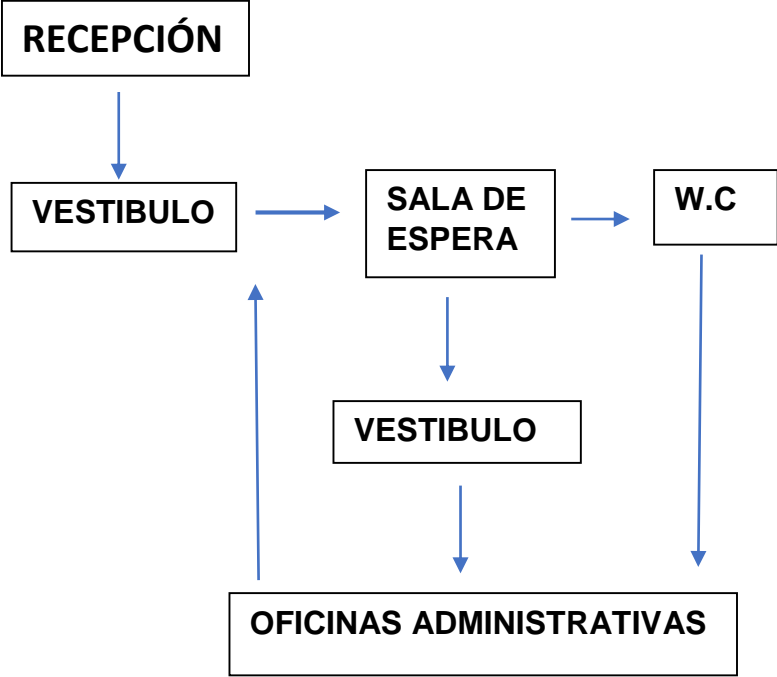 RECEPCIÓN
VESTIBULO
SALA DE
ESPERA
W.C
VESTIBULO
OFICINAS ADMINISTRATIVAS